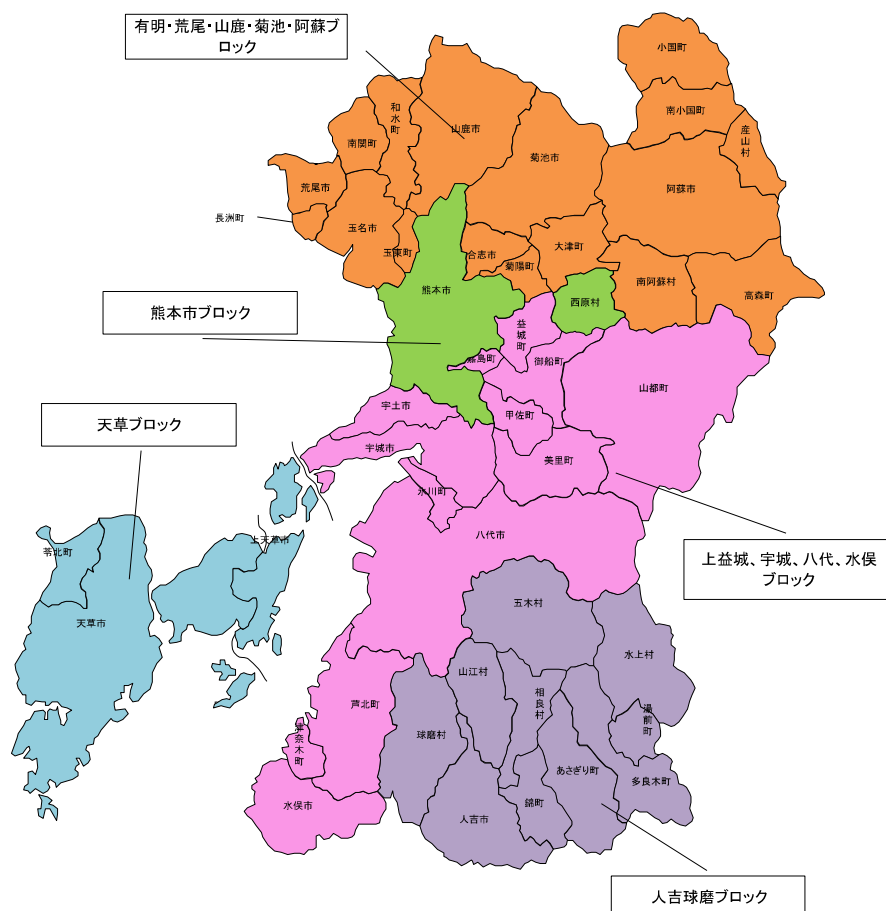 有明・荒尾・山鹿・菊池・阿蘇ブ
ロック
小国町
和水町
山鹿市
南小国町
産山村
南関町
菊池市
荒尾市
阿蘇市
長洲町
玉名市
玉東町
合志市
菊陽町
大津町
南阿蘇村
高森町
熊本市
西原村
熊本市ブロック
益城町
嘉島町
御船町
山都町
宇土市
甲佐町
天草ブロック
宇城市
美里町
氷川町
八代市
上天草市
苓北町
上益城、宇城、八代、水俣
ブロック
天草市
五木村
水上村
山江村
相良村
芦北町
湯前町
球磨村
津奈木町
あさぎり町
多良木町
水俣市
人吉市
錦町
人吉球磨ブロック